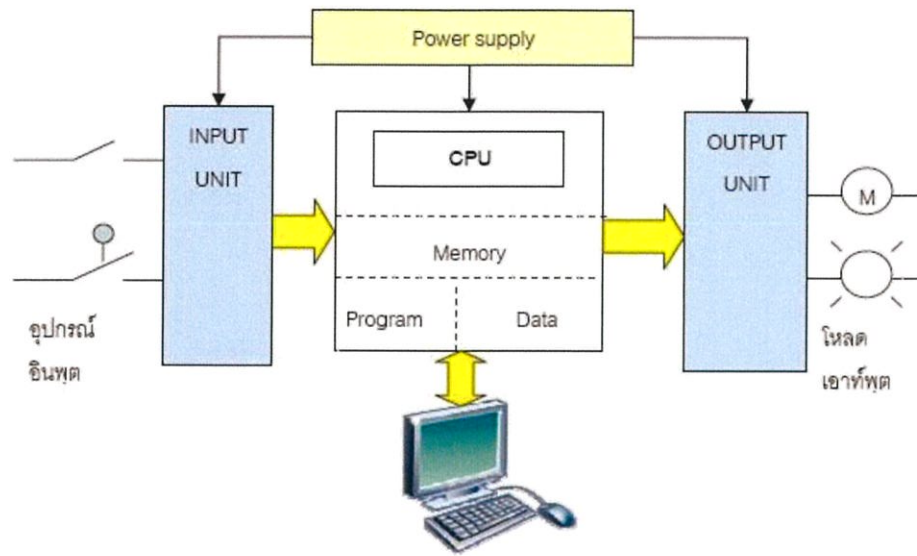 Power supply
INPUT
UNIT
CPU
Memory
Program
Data
OUTPUT
UNIT
M
อุปกรณ์
อินพุต
โหลด
เอาท์พุต